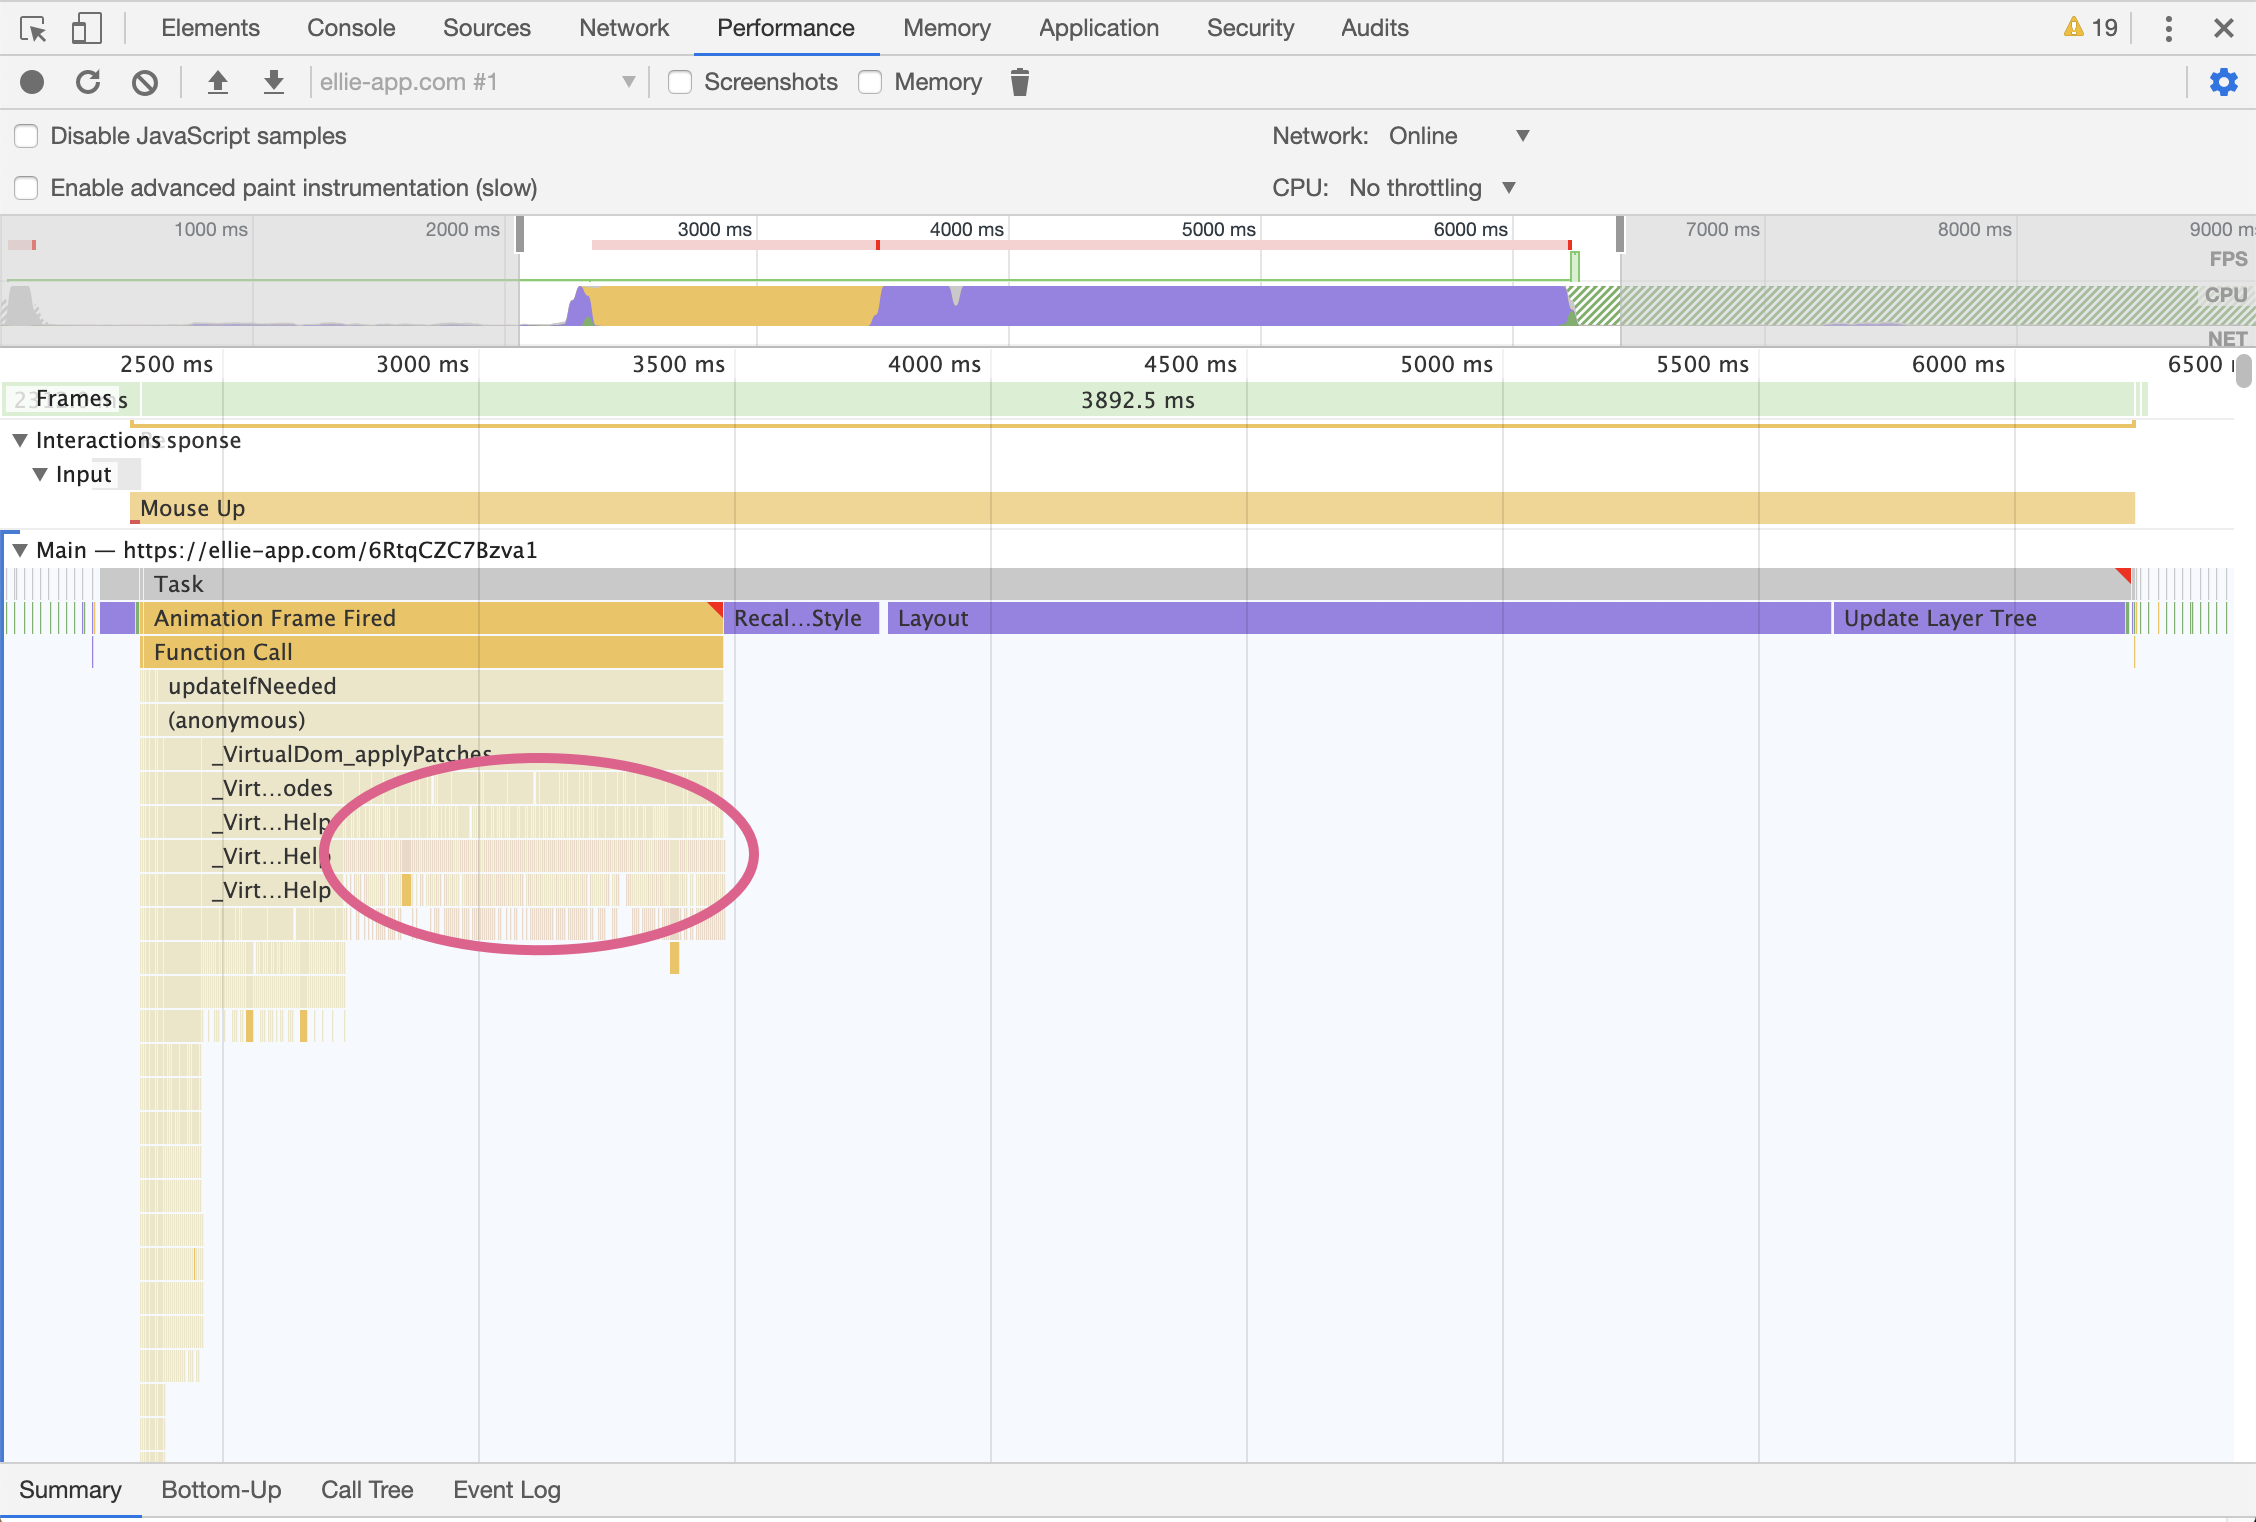 Elements Console Sources Network Performance Memory Application Security Audits 19
ellie-app.com #1 Screenshots Memory
Disable JavaScript samples Network: Online
Enable advanced paint instrumentation (slow) CPU: No throttling
1000 ms 2000 ms 3000 ms 4000 ms 5000 ms 6000 ms 7000 ms 8000 ms 9000 m
FPS
CPU
NET
2500 ms 3000 ms 3500 ms 4000 ms 4500 ms 5000 ms 5500 ms 6000 ms 6500
Frames s 3892.5 ms
Interactions sponse
Input
Mouse Up
Main — https://ellie-app.com/6RtqCZC7Bzva1
Task
Animation Frame Fired Recal…Style Layout Update Layer Tree
Function Call
updateIfNeeded
(anonymous)
_VirtualDom_applyPatches
_Virt…odes
_Virt…Help
_Virt…Help
_Virt…Help
Summary Bottom-Up Call Tree Event Log